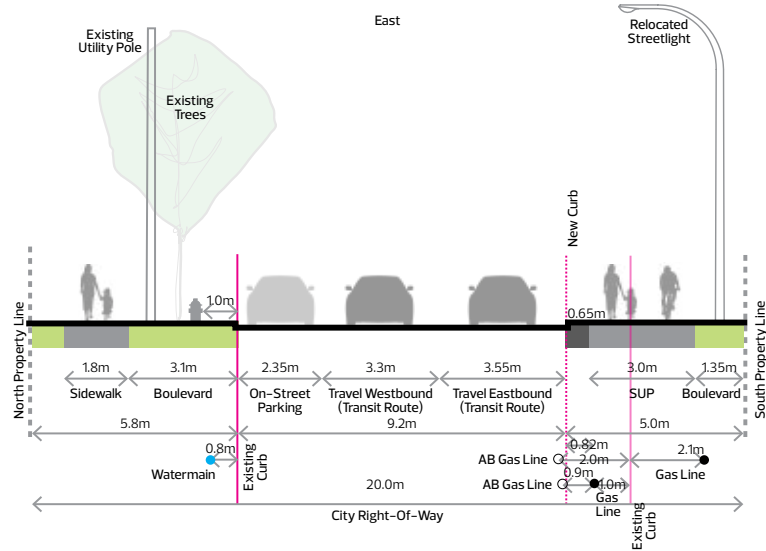 East
Existing
Utility Pole
Relocated
Streetlight
Existing
Trees
New Curb
1.0m
0.65m
North Property Line
South Property Line
1.8m
3.1m
2.35m
3.3m
3.55m
3.0m
1.35m
Sidewalk
Boulevard
On-Street
Parking
Travel Westbound
(Transit Route)
Travel Eastbound
(Transit Route)
SUP
Boulevard
5.8m
9.2m
5.0m
0.8m
Watermain
Existing
Curb
0.82m
AB Gas Line
2.0m
2.1m
Gas Line
0.9m
AB Gas Line
1.0m
Gas
Line
Existing
Curb
20.0m
City Right-Of-Way